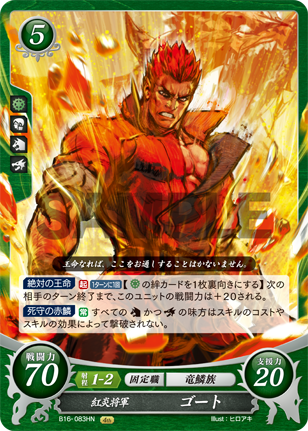 5
SAMPLE
王命なれば、ここをお通しすることはかないません。
絶対の王命 起 1ターンに1回 【の絆カードを1枚裏向きにする】次の
相手のターン終了まで、このユニットの戦闘力は+20される。
死守の赤鱗 常 すべてのかつの味方はスキルのコストや
スキルの効果によって撃破されない。
戦闘力
70
射程 1-2
固定職
竜鱗族
支援力
20
紅炎将軍 ゴート
B16-083HN
Illust:ヒロアキ